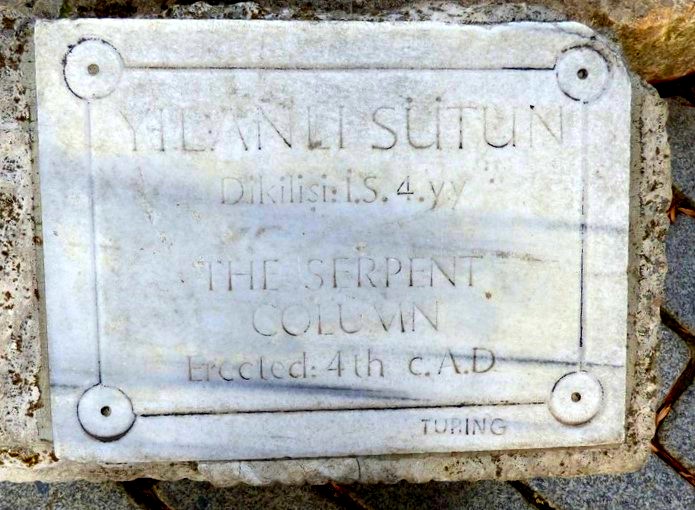 YILANLI SÜTUN
Dikilişi: İ.S. 4.yy
THE SERPENT
COLUMN
Erected: 4th c. A.D
TURING